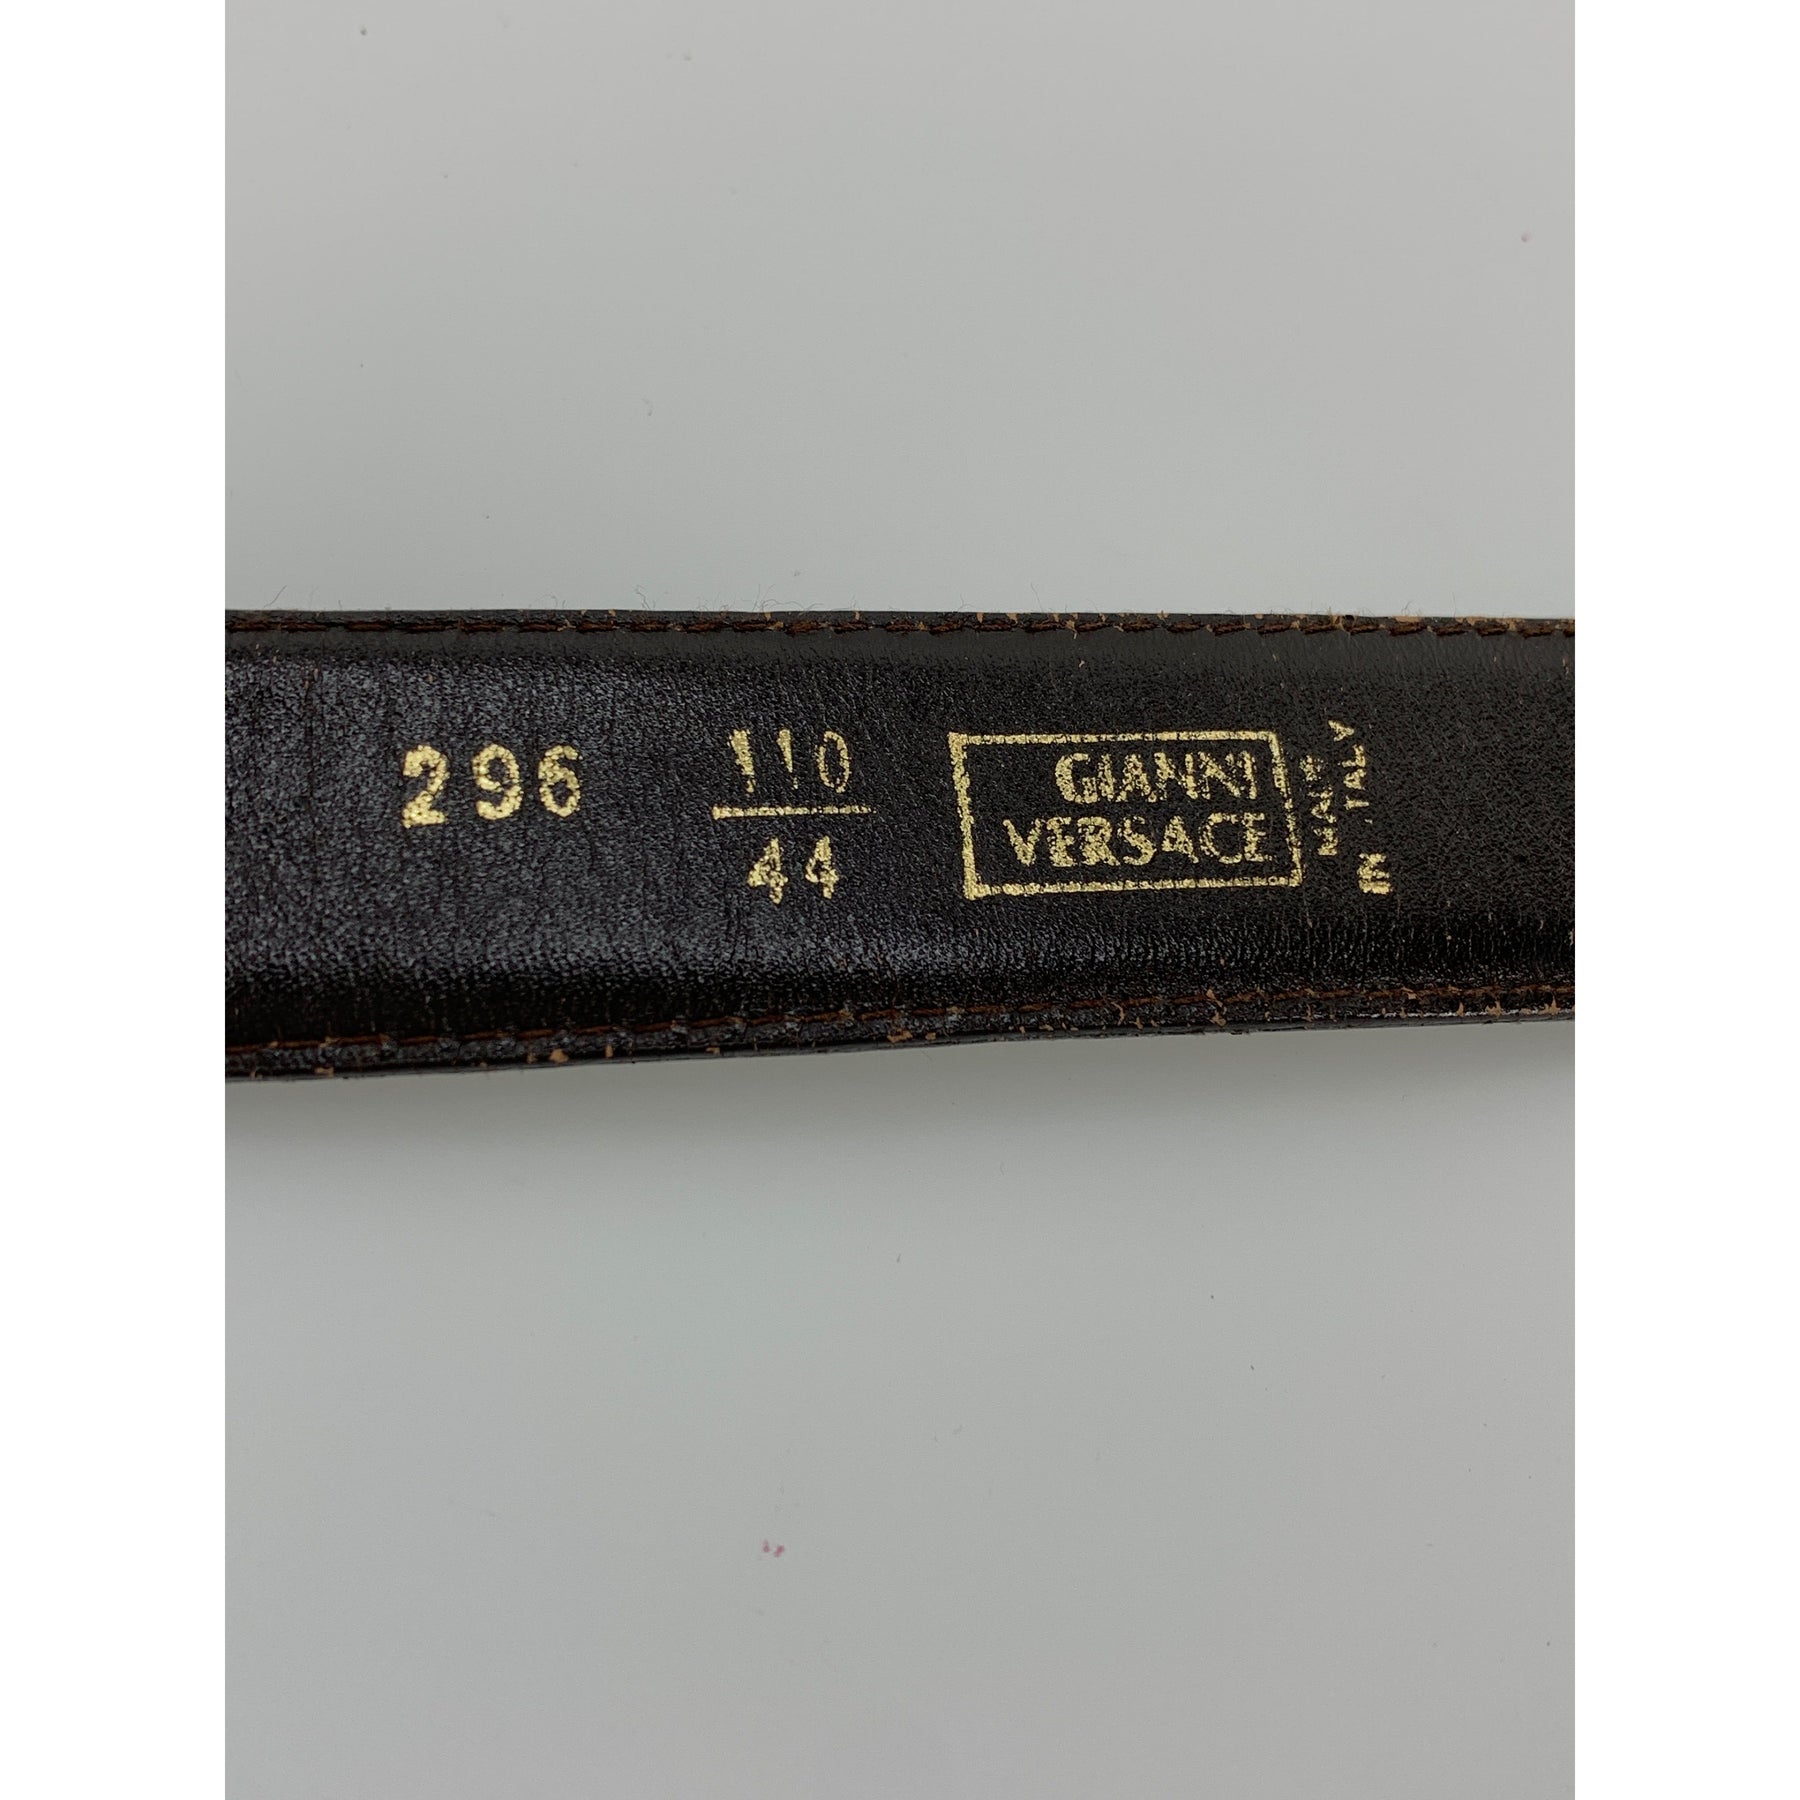 296
110
44
GIANNI
VERSACE
MADE
IN ITALY